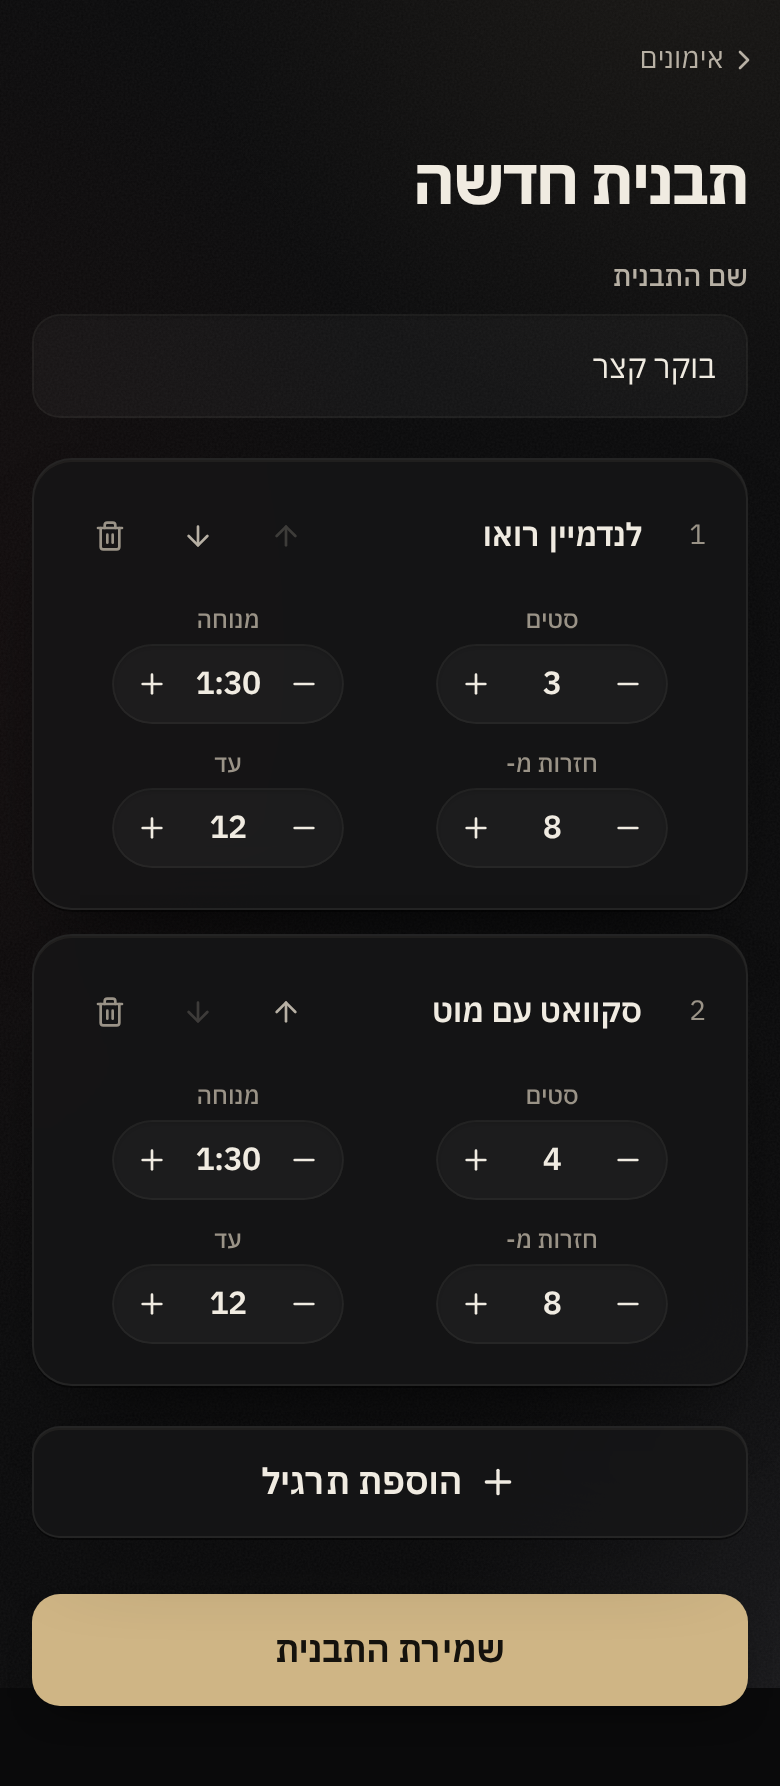 אימונים
תבנית חדשה
שם התבנית
בוקר קצר
1 לנדמיין רואו
סטים מנוחה
− 3 + − 1:30 +
חזרות מ- עד
− 8 + − 12 +
2 סקוואט עם מוט
סטים מנוחה
− 4 + − 1:30 +
חזרות מ- עד
− 8 + − 12 +
+ הוספת תרגיל
שמירת התבנית